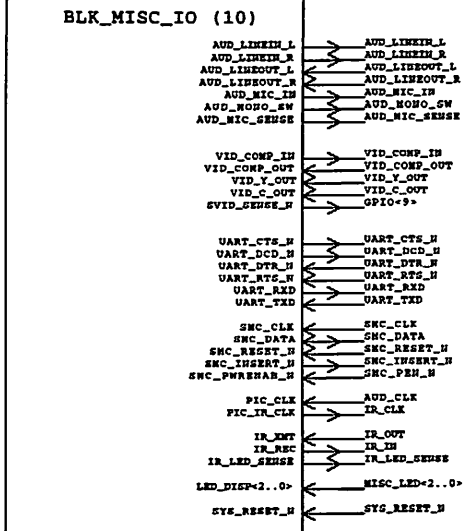 BLK_MISC_IO (10)
AUD_LINEIN_L AUD_LINEIN_L
AUD_LINEIN_R AUD_LINEIN_R
AUD_LINEOUT_L AUD_LINEOUT_L
AUD_LINEOUT_R AUD_LINEOUT_R
AUD_MIC_IN AUD_MIC_IN
AUD_MONO_SW AUD_MONO_SW
AUD_MIC_SENSE AUD_MIC_SENSE
VID_COMP_IN VID_COMP_IN
VID_COMP_OUT VID_COMP_OUT
VID_Y_OUT VID_Y_OUT
VID_C_OUT VID_C_OUT
SVID_SENSE_N GPIO<9>
UART_CTS_N UART_CTS_N
UART_DCD_N UART_DCD_N
UART_DTR_N UART_DTR_N
UART_RTS_N UART_RTS_N
UART_RXD UART_RXD
UART_TXD UART_TXD
SMC_CLK SMC_CLK
SMC_DATA SMC_DATA
SMC_RESET_N SMC_RESET_N
SMC_INSERT_N SMC_INSERT_N
SMC_PWRENAB_N SMC_PEN_N
PIC_CLK AUD_CLK
PIC_IR_CLK IR_CLK
IR_XMT IR_OUT
IR_REC IR_IN
IR_LED_SENSE IR_LED_SENSE
LED_DISP<2..0> MISC_LED<2..0>
SYS_RESET_N SYS_RESET_N